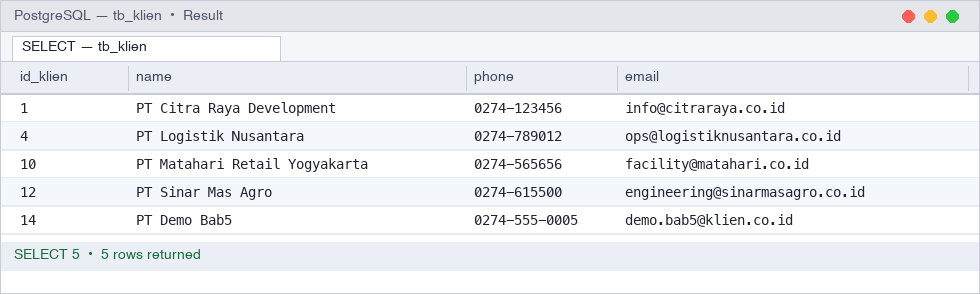 PostgreSQL — tb_klien • Result
SELECT — tb_klien
id_klien name phone email
1 PT Citra Raya Development 0274-123456 info@citraraya.co.id
4 PT Logistik Nusantara 0274-789012 ops@logistiknusantara.co.id
10 PT Matahari Retail Yogyakarta 0274-565656 facility@matahari.co.id
12 PT Sinar Mas Agro 0274-615500 engineering@sinarmasagro.co.id
14 PT Demo Bab5 0274-555-0005 demo.bab5@klien.co.id
SELECT 5 • 5 rows returned